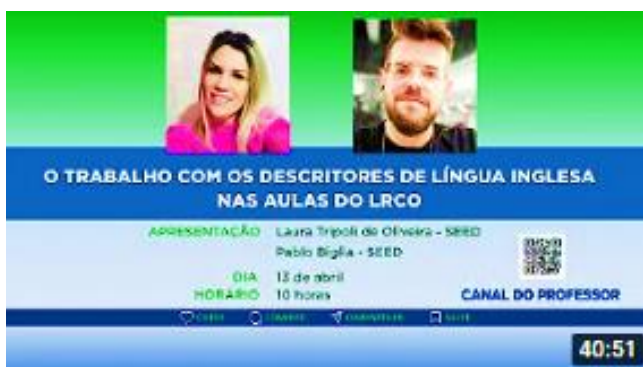 O TRABALHO COM OS DESCRITORES DE LÍNGUA INGLESA
NAS AULAS DO LRCO
APRESENTAÇÃO Laura Tripoli de Oliveira - SEED
Pablo Biglia - SEED
DIA 13 de abril
HORÁRIO 10 horas
CANAL DO PROFESSOR
40:51